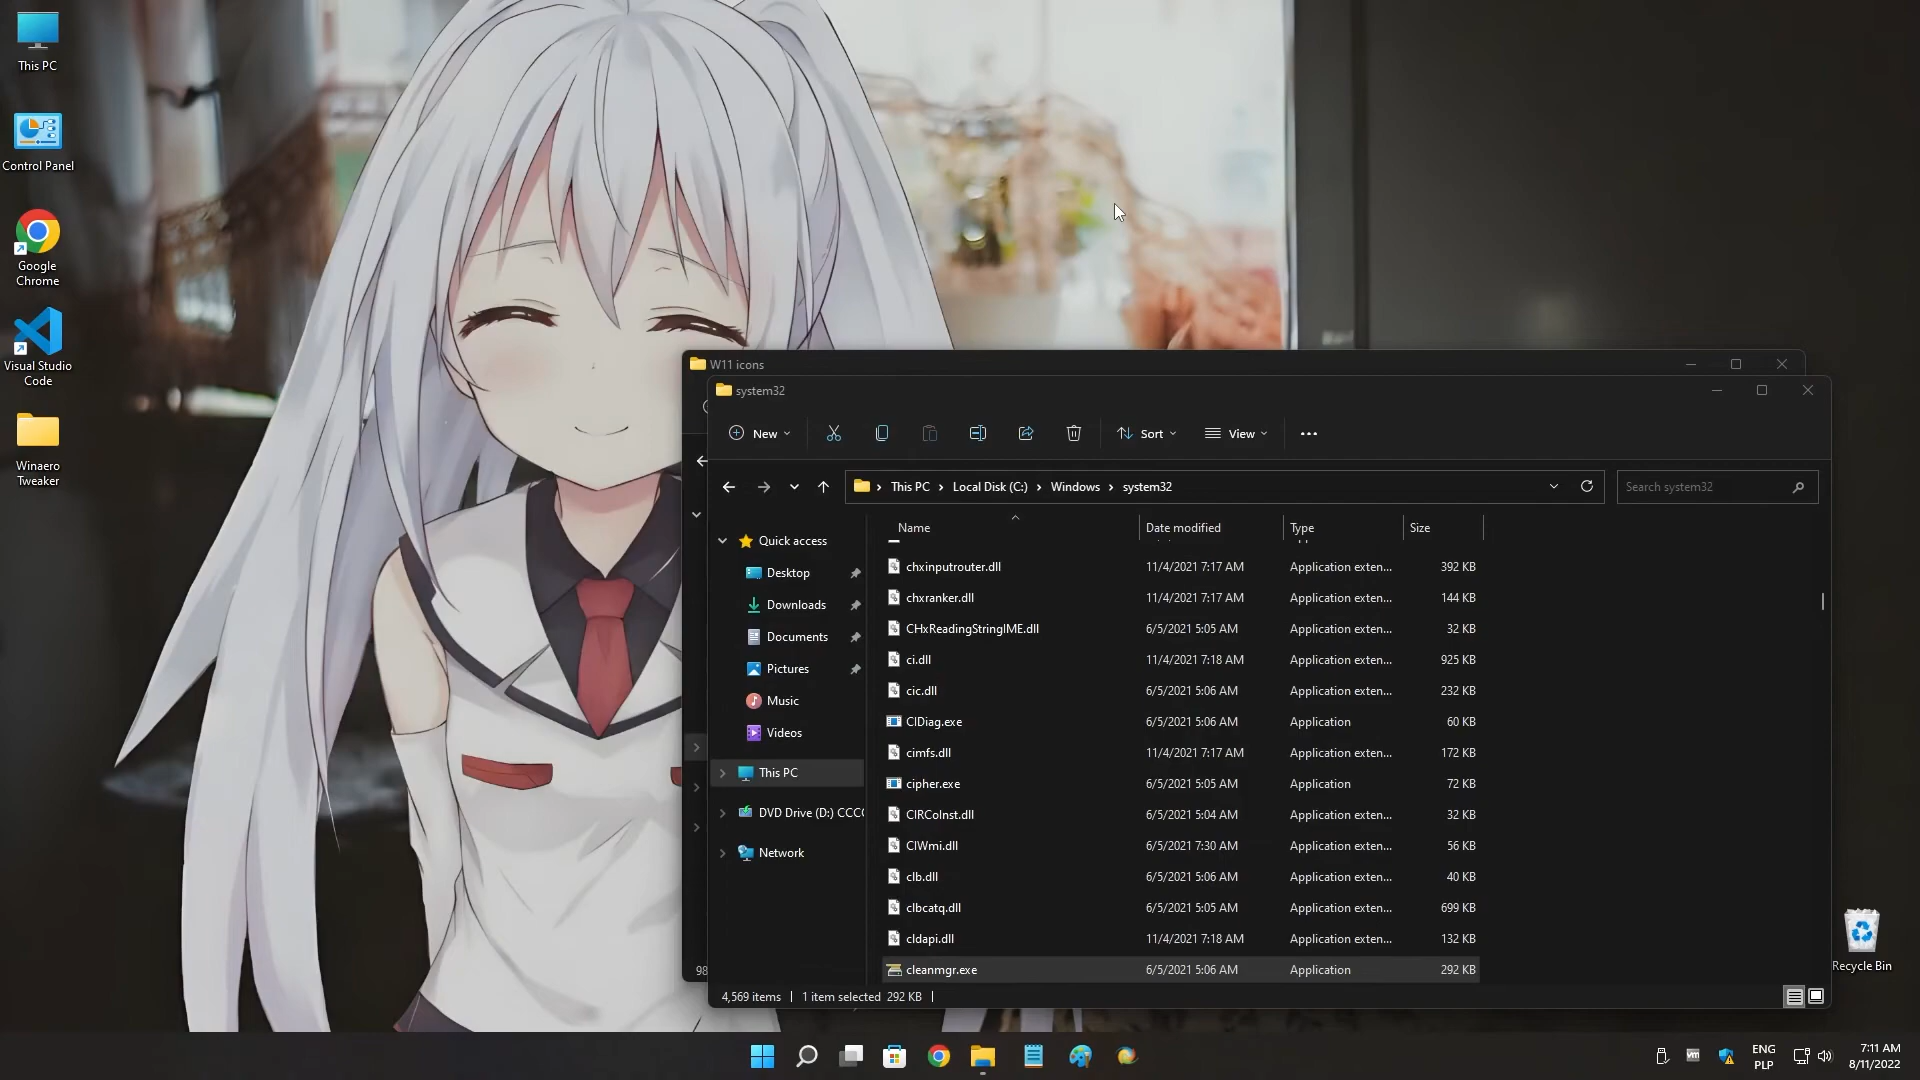 This PC
Control Panel
Google
Chrome
Visual Studio
Code
Winaero
Tweaker
Recycle Bin
W11 icons
98
system32
New
Sort
View
This PC
Local Disk (C:)
Windows
system32
Search system32
Quick access
Desktop
Downloads
Documents
Pictures
Music
Videos
This PC
DVD Drive (D:) CCC
Network
Name Date modified Type Size
chxinputrouter.dll 11/4/2021 7:17 AM Application exten... 392 KB
chxranker.dll 11/4/2021 7:17 AM Application exten... 144 KB
CHxReadingStringIME.dll 6/5/2021 5:05 AM Application exten... 32 KB
ci.dll 11/4/2021 7:18 AM Application exten... 925 KB
cic.dll 6/5/2021 5:06 AM Application exten... 232 KB
CIDiag.exe 6/5/2021 5:06 AM Application 60 KB
cimfs.dll 11/4/2021 7:17 AM Application exten... 172 KB
cipher.exe 6/5/2021 5:05 AM Application 72 KB
CIRCoInst.dll 6/5/2021 5:04 AM Application exten... 32 KB
CIWmi.dll 6/5/2021 7:30 AM Application exten... 56 KB
clb.dll 6/5/2021 5:06 AM Application exten... 40 KB
clbcatq.dll 6/5/2021 5:05 AM Application exten... 699 KB
cldapi.dll 11/4/2021 7:18 AM Application exten... 132 KB
cleanmgr.exe 6/5/2021 5:06 AM Application 292 KB
4,569 items
1 item selected 292 KB
vm
ENG
PLP
7:11 AM
8/11/2022